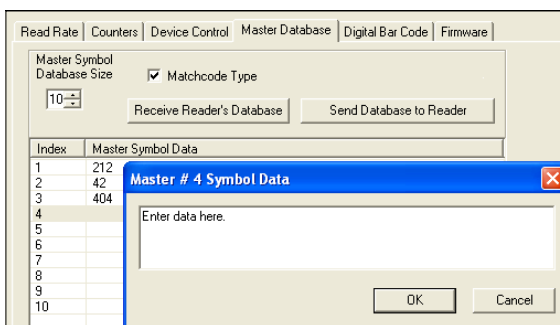 Read Rate Counters Device Control Master Database Digital Bar Code Firmware
Master Symbol
Database Size
Matchcode Type
10
Receive Reader's Database Send Database to Reader
Index Master Symbol Data
1 212
2 42
3 404
4
5
6
7
8
9
10
Master # 4 Symbol Data
Enter data here.
OK Cancel